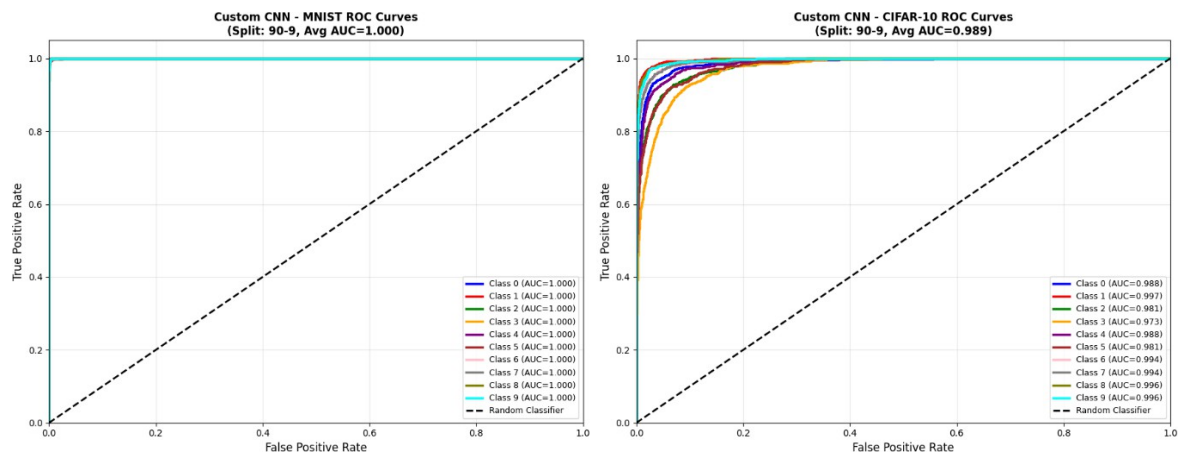 Custom CNN - MNIST ROC Curves
(Split: 90-9, Avg AUC=1.000)
True Positive Rate
1.0
0.8
0.6
0.4
0.2
0.0
Class 0 (AUC=1.000)
Class 1 (AUC=1.000)
Class 2 (AUC=1.000)
Class 3 (AUC=1.000)
Class 4 (AUC=1.000)
Class 5 (AUC=1.000)
Class 6 (AUC=1.000)
Class 7 (AUC=1.000)
Class 8 (AUC=1.000)
Class 9 (AUC=1.000)
Random Classifier
0.0 0.2 0.4 0.6 0.8 1.0
False Positive Rate
Custom CNN - CIFAR-10 ROC Curves
(Split: 90-9, Avg AUC=0.989)
True Positive Rate
1.0
0.8
0.6
0.4
0.2
0.0
Class 0 (AUC=0.988)
Class 1 (AUC=0.997)
Class 2 (AUC=0.981)
Class 3 (AUC=0.973)
Class 4 (AUC=0.988)
Class 5 (AUC=0.981)
Class 6 (AUC=0.994)
Class 7 (AUC=0.994)
Class 8 (AUC=0.996)
Class 9 (AUC=0.996)
Random Classifier
0.0 0.2 0.4 0.6 0.8 1.0
False Positive Rate